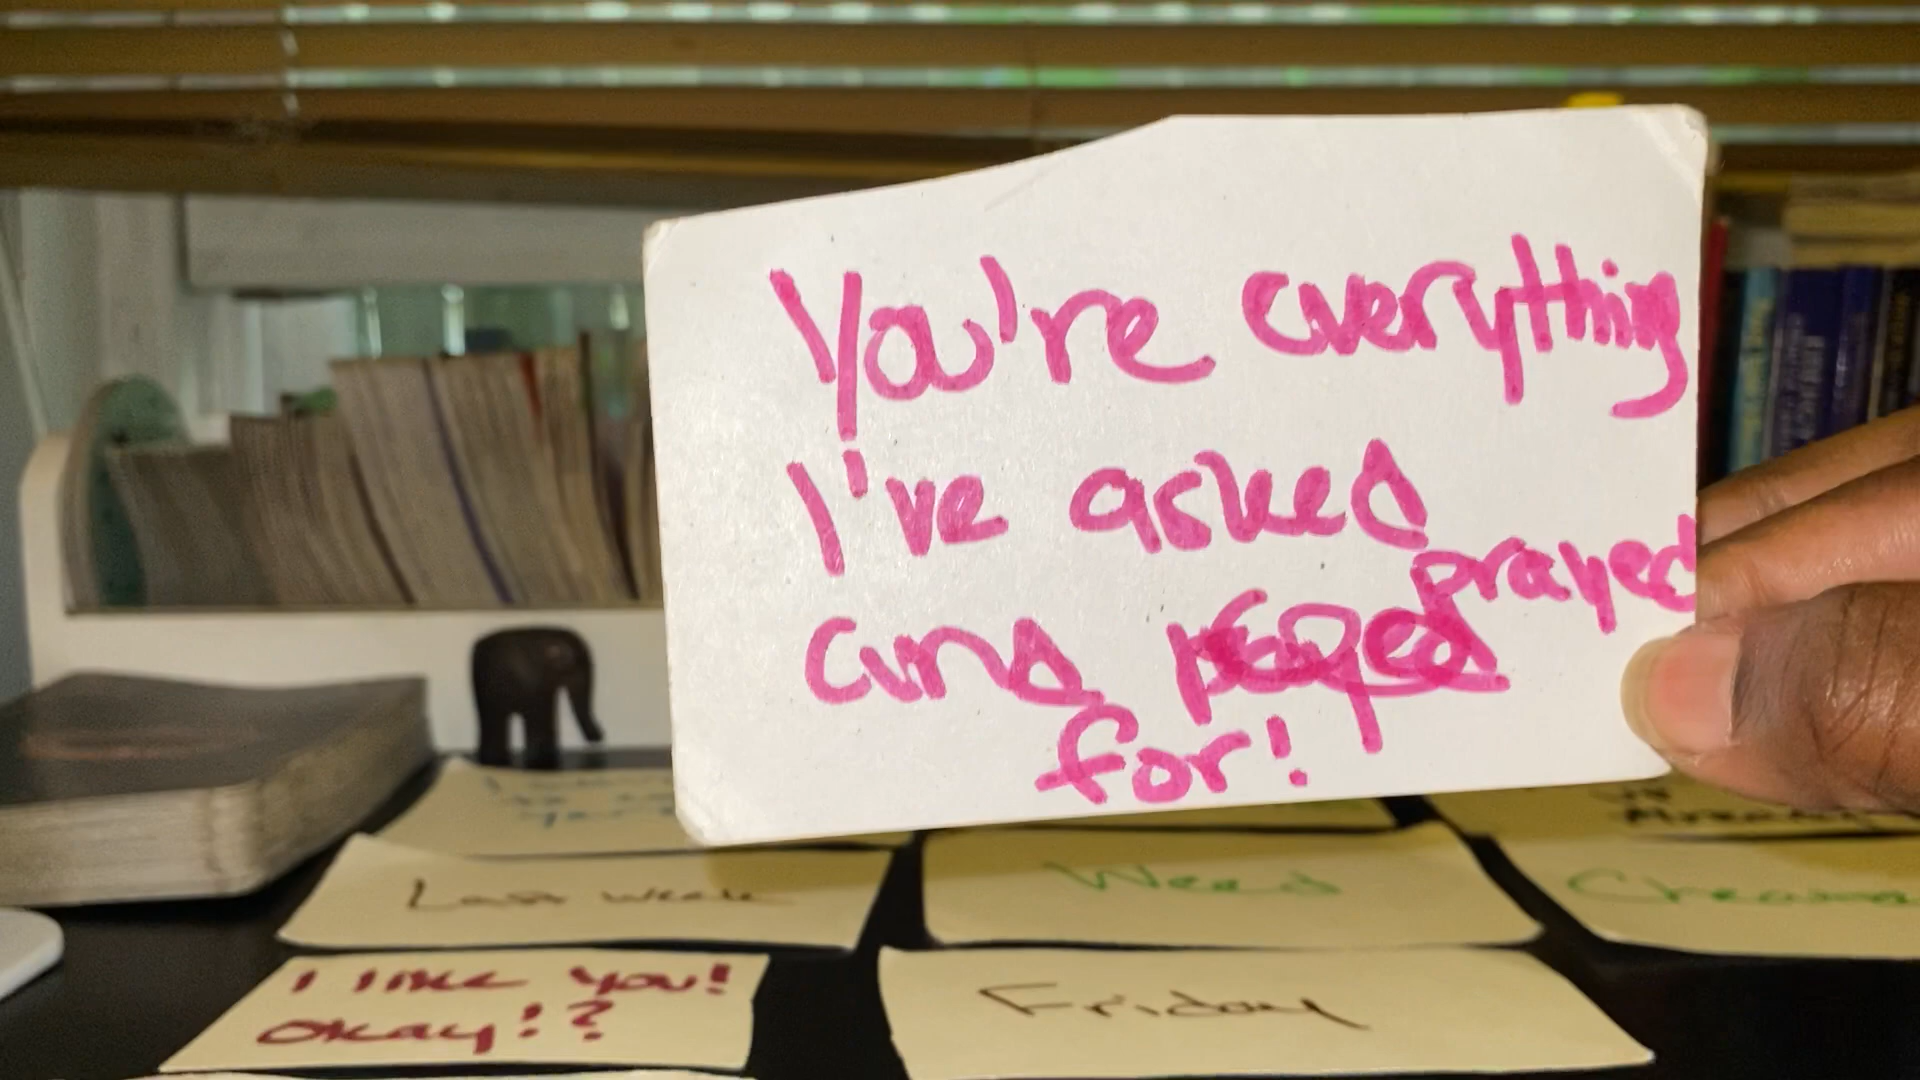 You're everything
I've asked
and prayed
for!
Last week
Weed
I like you!
okay!?
Friday